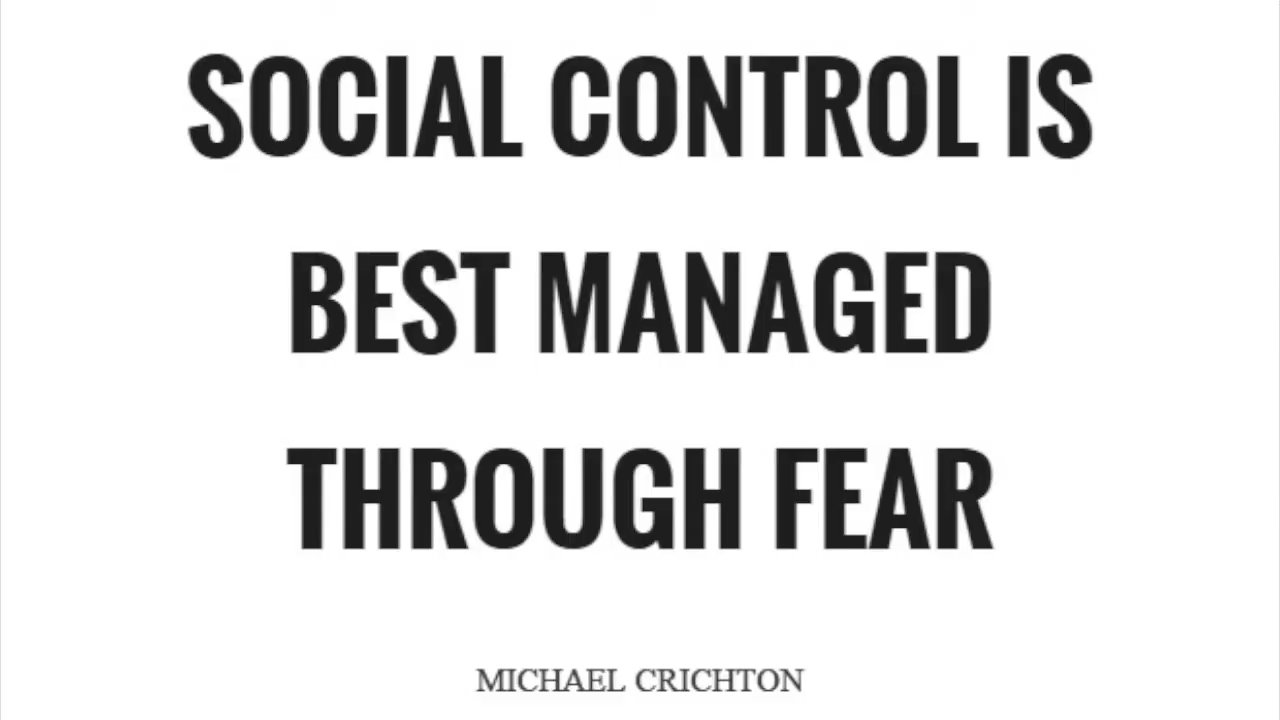 SOCIAL CONTROL IS
BEST MANAGED
THROUGH FEAR
MICHAEL CRICHTON